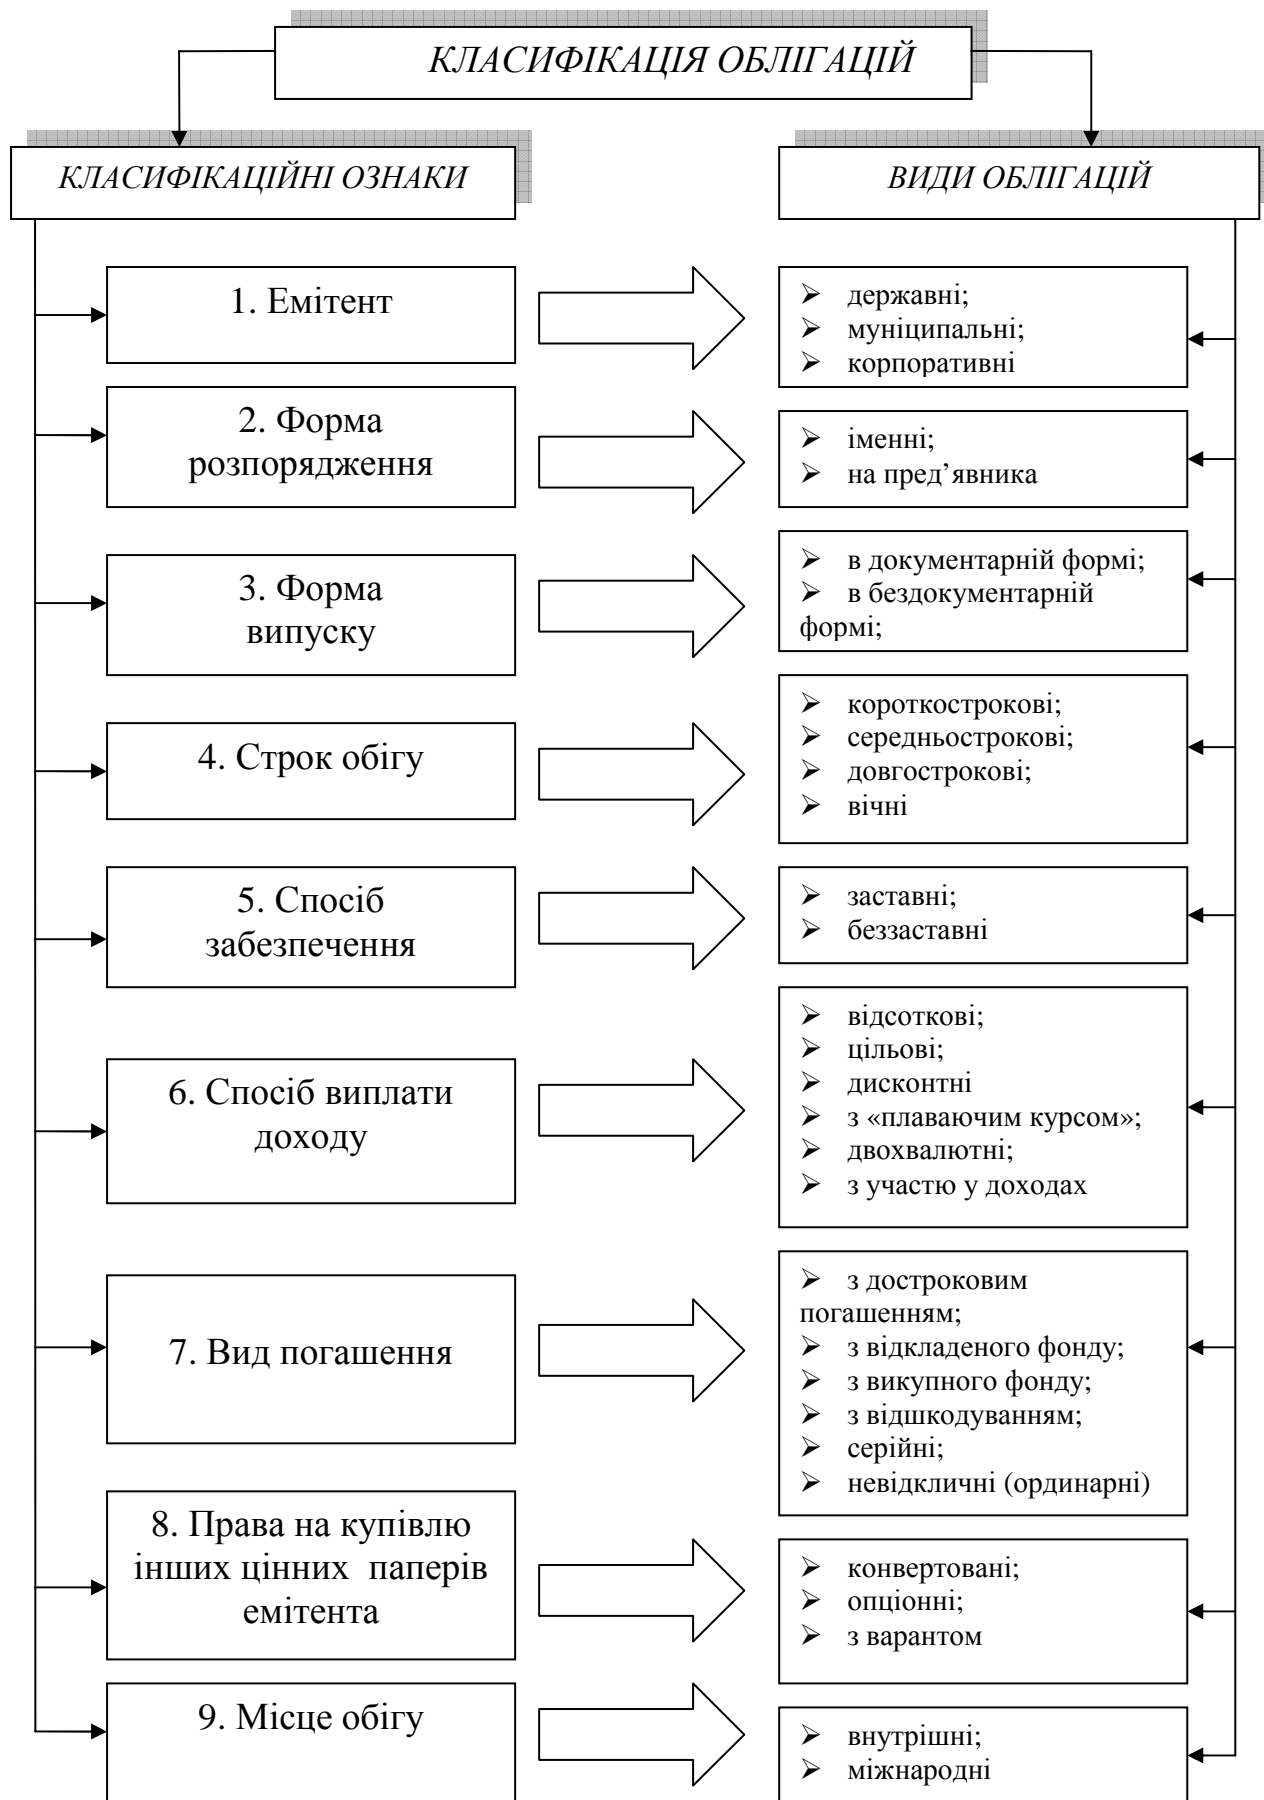 КЛАСИФІКАЦІЯ ОБЛІГАЦІЙ
КЛАСИФІКАЦІЙНІ ОЗНАКИ
ВИДИ ОБЛІГАЦІЙ
1. Емітент
➢ державні;
➢ муніципальні;
➢ корпоративні
2. Форма
розпорядження
➢ іменні;
➢ на пред’явника
3. Форма
випуску
➢ в документарній формі;
➢ в бездокументарній
формі;
4. Строк обігу
➢ короткострокові;
➢ середньострокові;
➢ довгострокові;
➢ вічні
5. Спосіб
забезпечення
➢ заставні;
➢ беззаставні
6. Спосіб виплати
доходу
➢ відсоткові;
➢ цільові;
➢ дисконтні
➢ з «плаваючим курсом»;
➢ двохвалютні;
➢ з участю у доходах
7. Вид погашення
➢ з достроковим
погашенням;
➢ з відкладеного фонду;
➢ з викупного фонду;
➢ з відшкодуванням;
➢ серійні;
➢ невідкличні (ординарні)
8. Права на купівлю
інших цінних паперів
емітента
➢ конвертовані;
➢ опціонні;
➢ з варантом
9. Місце обігу
➢ внутрішні;
➢ міжнародні